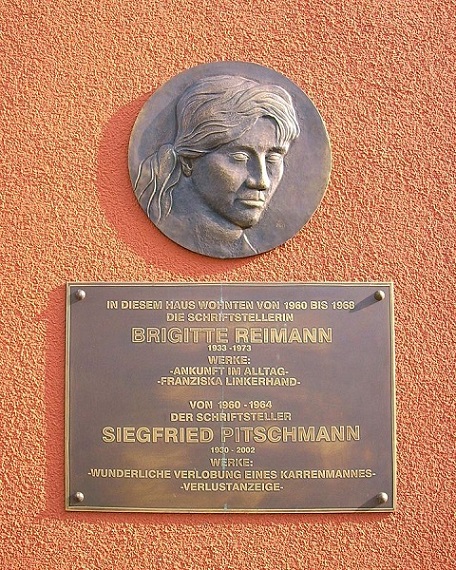 IN DIESEM HAUS WOHNTEN VON 1960 BIS 1968
DIE SCHRIFTSTELLERIN
BRIGITTE REIMANN
1933 -1973
WERKE:
-ANKUNFT IM ALLTAG-
-FRANZISKA LINKERHAND-
VON 1960 -1964
DER SCHRIFTSTELLER
SIEGFRIED PITSCHMANN
1930 - 2002
WERKE:
-WUNDERLICHE VERLOBUNG EINES KARRENMANNES-
-VERLUSTANZEIGE-